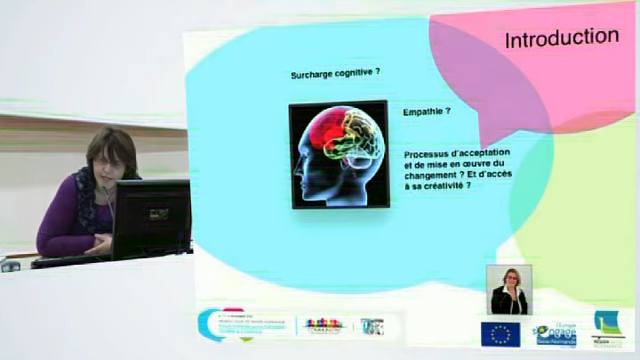 Introduction
Surcharge cognitive ?
Empathie ?
Processus d'acceptation
et de mise en œuvre du
changement ? Et d'accès
à sa créativité ?